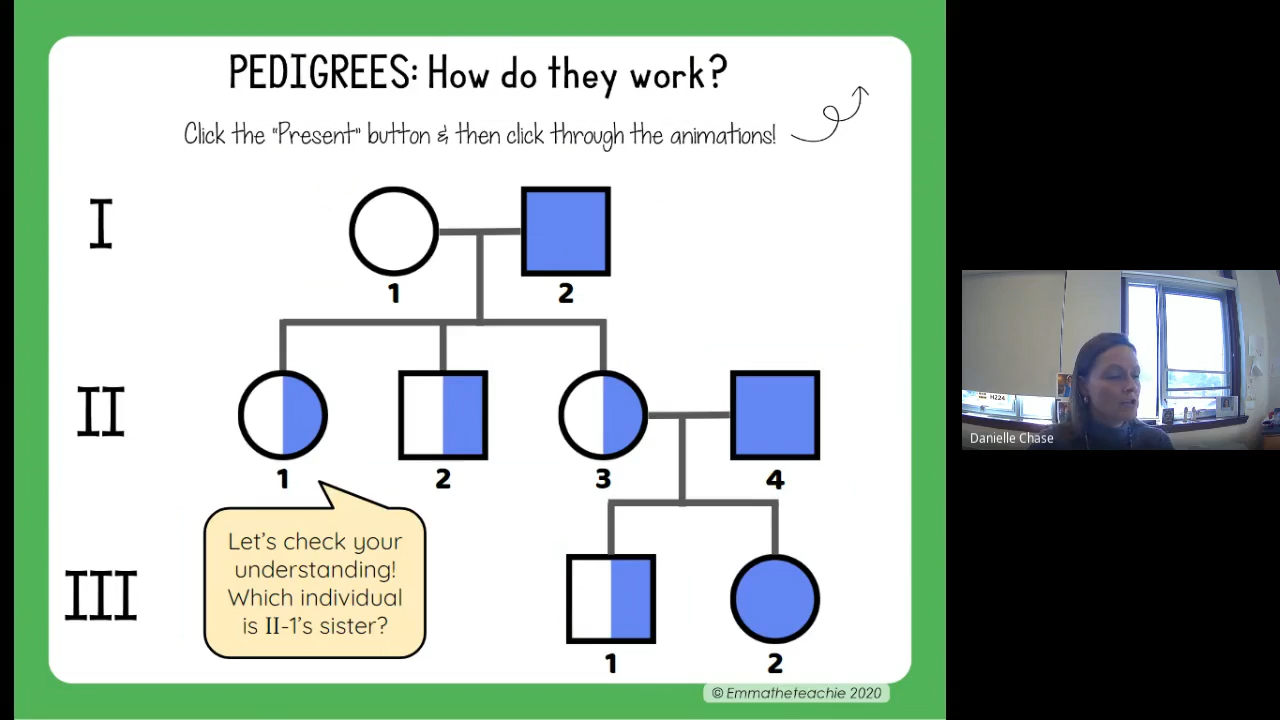 PEDIGREES: How do they work?
Click the "Present" button & then click through the animations!
I
1
2
II
1
2
3
4
Let's check your
understanding!
Which individual
is II-1's sister?
III
1
2
© Emmatheteachie 2020
H224
Danielle Chase